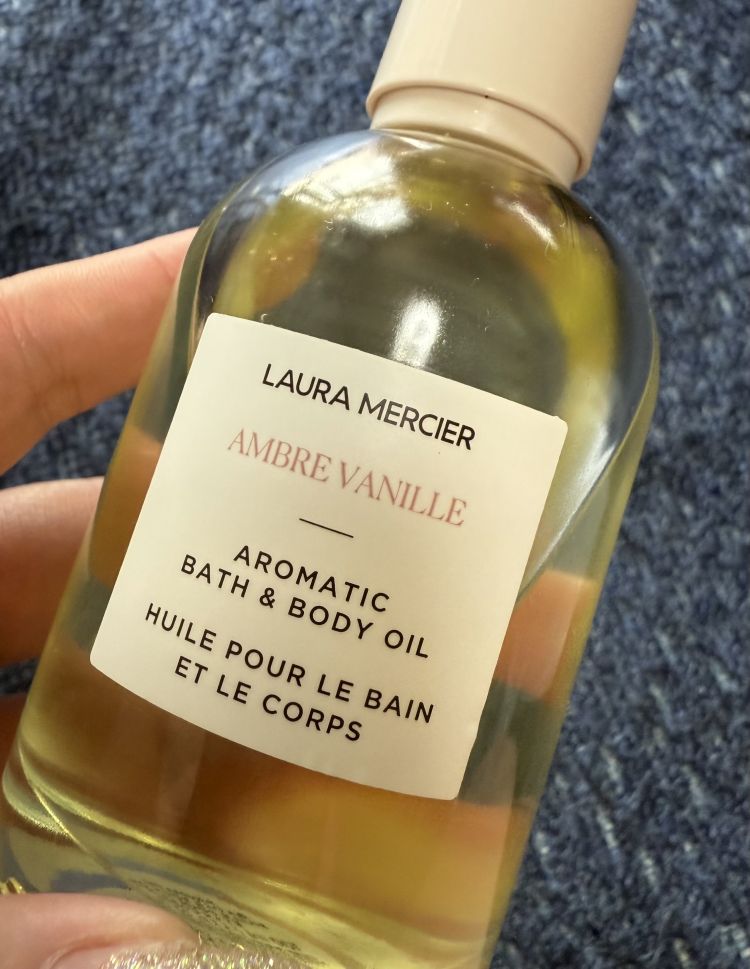 LAURA MERCIER
AMBRE VANILLE
AROMATIC
BATH & BODY OIL
HUILE POUR LE BAIN
ET LE CORPS